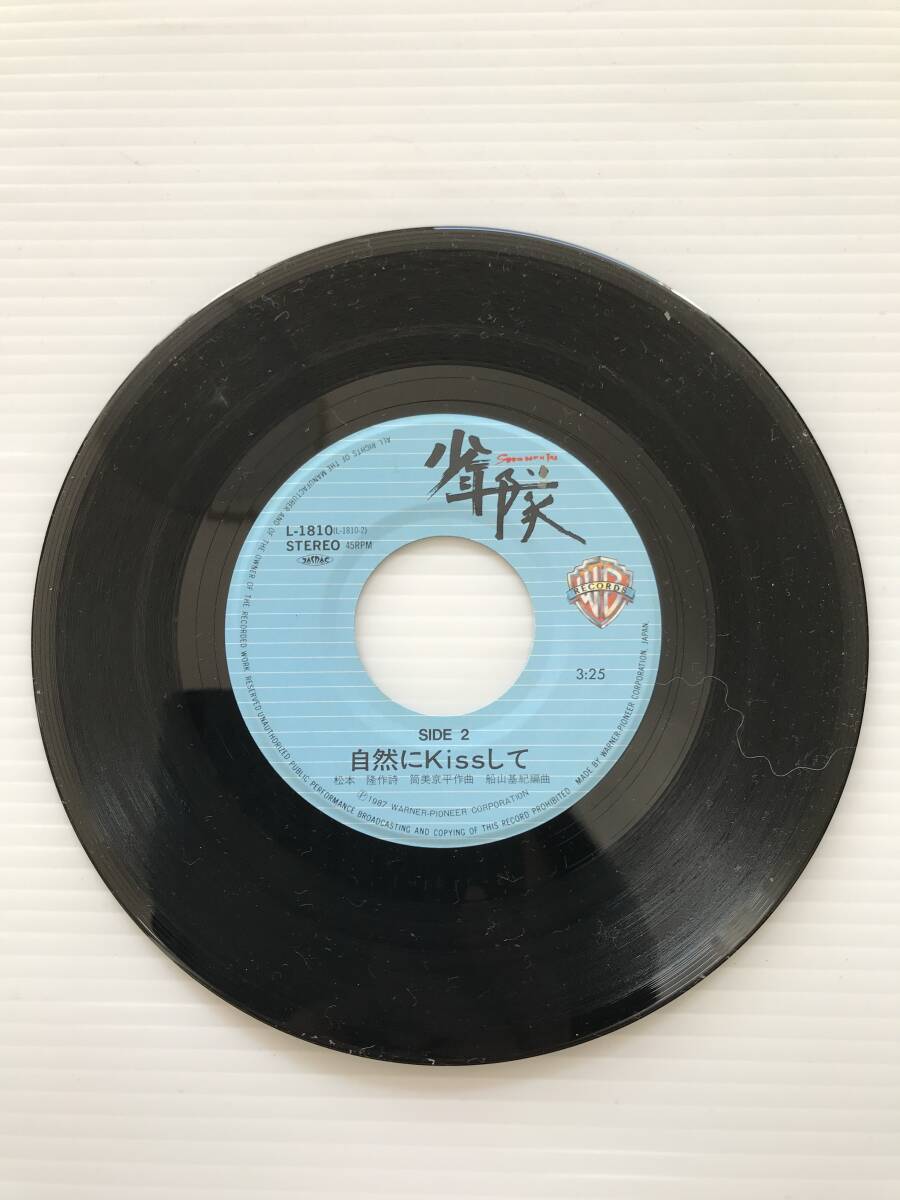 少年隊
Shonentai
L-1810(L-1810-2)
STEREO 45RPM
JASRAC
WB
RECORDS
3:25
SIDE 2
自然にKissして
松本 隆作詩 筒美京平作曲 船山基紀編曲
Ⓟ1987 WARNER-PIONEER CORPORATION
ALL RIGHTS OF THE MANUFACTURER AND OF THE OWNER OF THE RECORDED WORK RESERVED UNAUTHORIZED PUBLIC PERFORMANCE BROADCASTING AND COPYING OF THIS RECORD PROHIBITED. MADE BY WARNER-PIONEER CORPORATION, JAPAN.